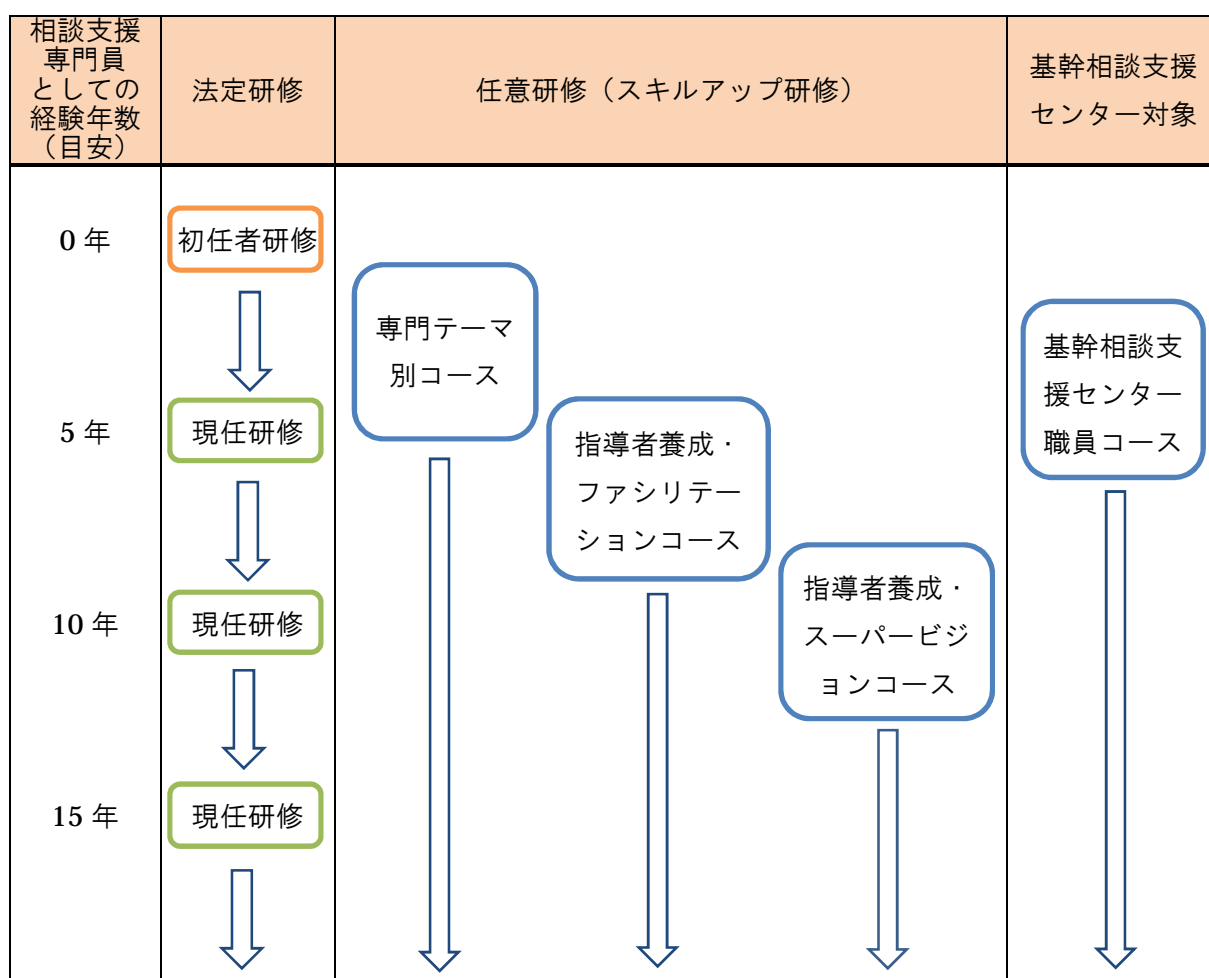 相談支援
専門員
としての
経験年数
（目安）
法定研修
任意研修（スキルアップ研修）
基幹相談支援
センター対象
0 年
初任者研修
専門テーマ
別コース
基幹相談支
援センター
職員コース
5 年
現任研修
指導者養成・
ファシリテー
ションコース
10 年
現任研修
指導者養成・
スーパービジ
ョンコース
15 年
現任研修